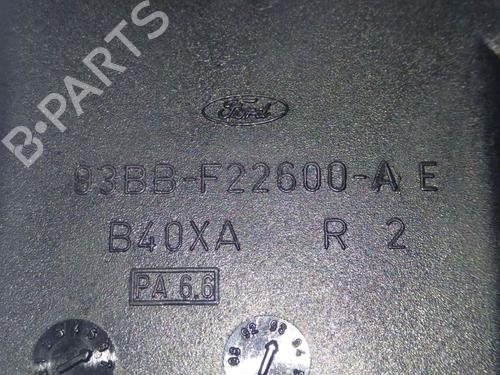 B-PARTS
Ford
93BB-F22600-A E
B40XA R 2
PA 6.6